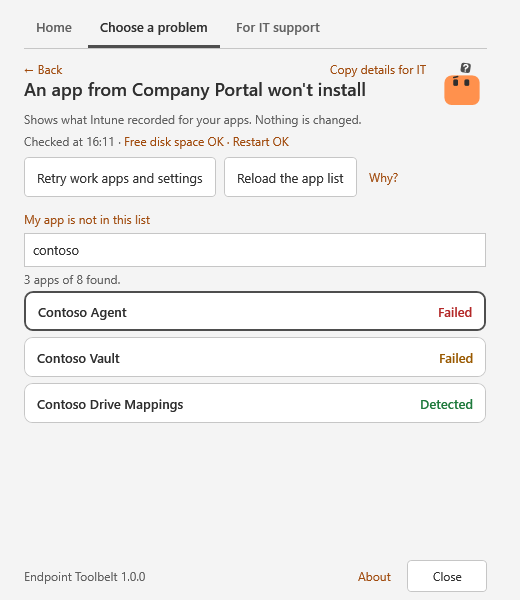 Home Choose a problem For IT support
← Back Copy details for IT
?
An app from Company Portal won't install
Shows what Intune recorded for your apps. Nothing is changed.
Checked at 16:11 · Free disk space OK · Restart OK
Retry work apps and settings Reload the app list Why?
My app is not in this list
contoso
3 apps of 8 found.
Contoso Agent Failed
Contoso Vault Failed
Contoso Drive Mappings Detected
Endpoint Toolbelt 1.0.0 About Close